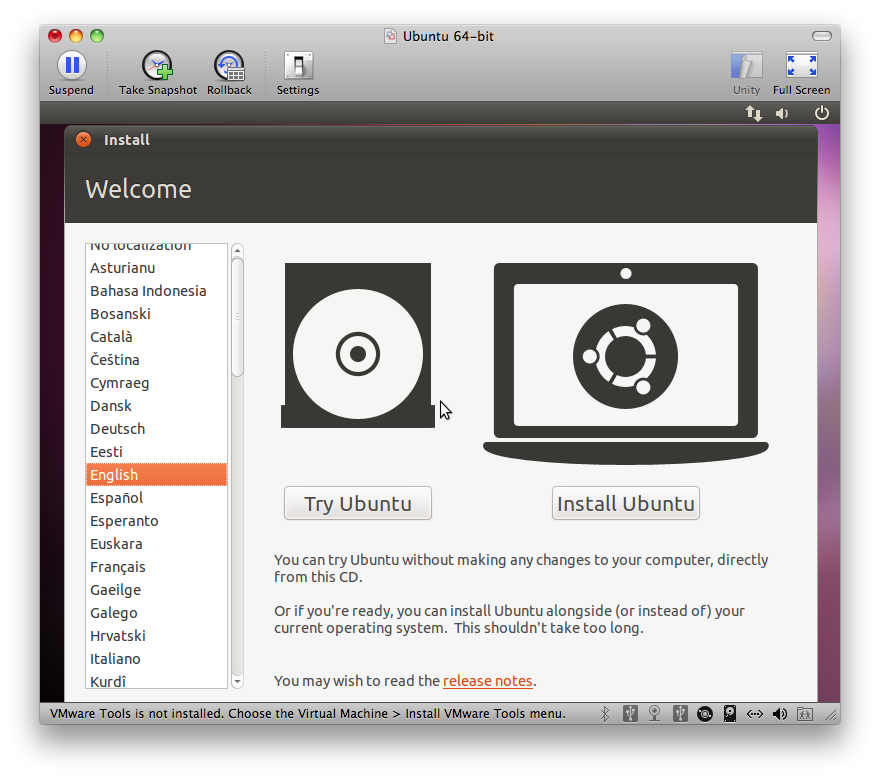 Ubuntu 64-bit
Suspend
Take Snapshot
Rollback
Settings
Unity
Full Screen
Install
Welcome
No localization
Asturianu
Bahasa Indonesia
Bosanski
Català
Čeština
Cymraeg
Dansk
Deutsch
Eesti
English
Español
Esperanto
Euskara
Français
Gaeilge
Galego
Hrvatski
Italiano
Kurdî
Try Ubuntu
Install Ubuntu
You can try Ubuntu without making any changes to your computer, directly
from this CD.
Or if you're ready, you can install Ubuntu alongside (or instead of) your
current operating system.  This shouldn't take too long.
You may wish to read the release notes.
VMware Tools is not installed. Choose the Virtual Machine > Install VMware Tools menu.